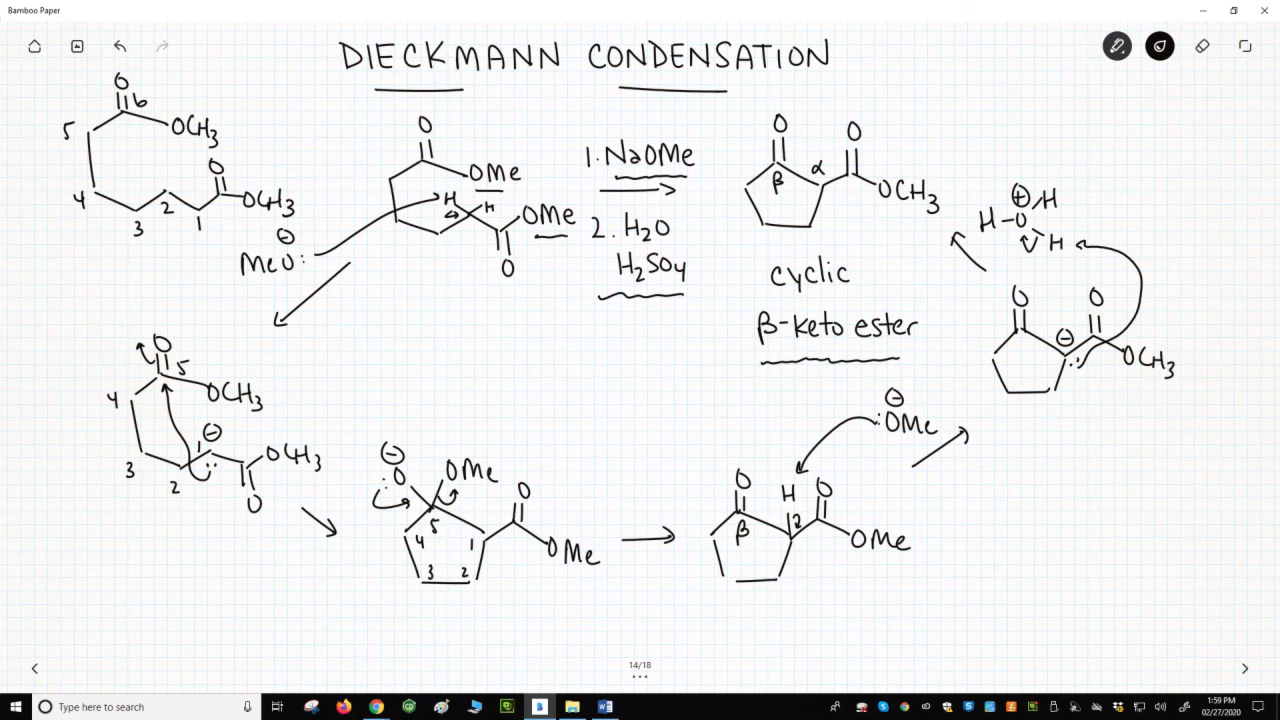 Bamboo Paper
DIECKMANN CONDENSATION
O
6
5
OCH3
O
4
OCH3
3
2
1
⊖
MeO:
O
OMe
H
H
OMe
O
1. NaOMe
2. H2O
H2SO4
O
O
α
β
OCH3
cyclic
β-keto ester
⊕
H-O
H
H
O
O
⊖
OCH3
O
5
4
OCH3
1
⊖
3
2
OCH3
O
⊖
:O
OMe
O
5
4
1
3
2
OMe
⊖
:OMe
O
H
O
β
2
OMe
14/18
Type here to search
1:59 PM
02/27/2020